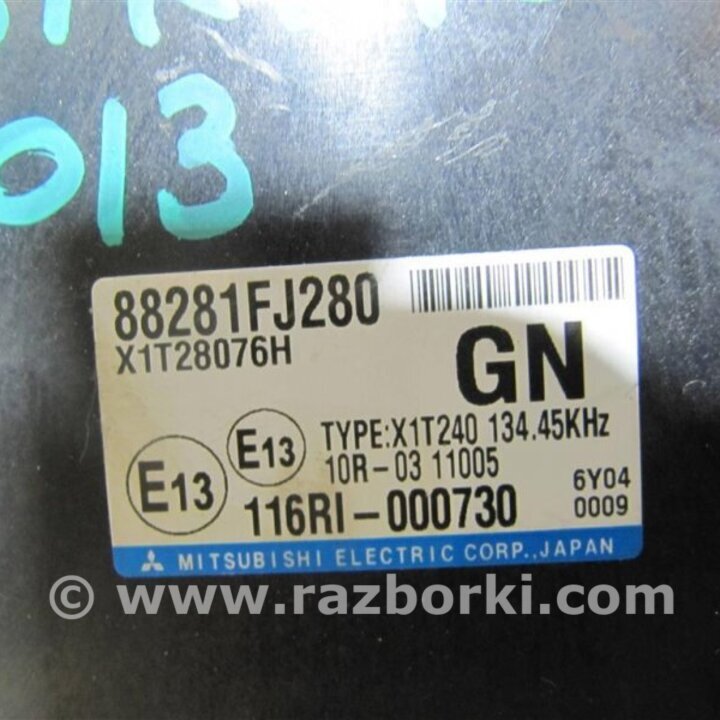 013
88281FJ280
X1T28076H
GN
TYPE:X1T240 134.45KHz
10R-03 11005
E13
E13
116RI-000730
6Y04
0009
MITSUBISHI ELECTRIC CORP.,JAPAN
© www.razborki.com